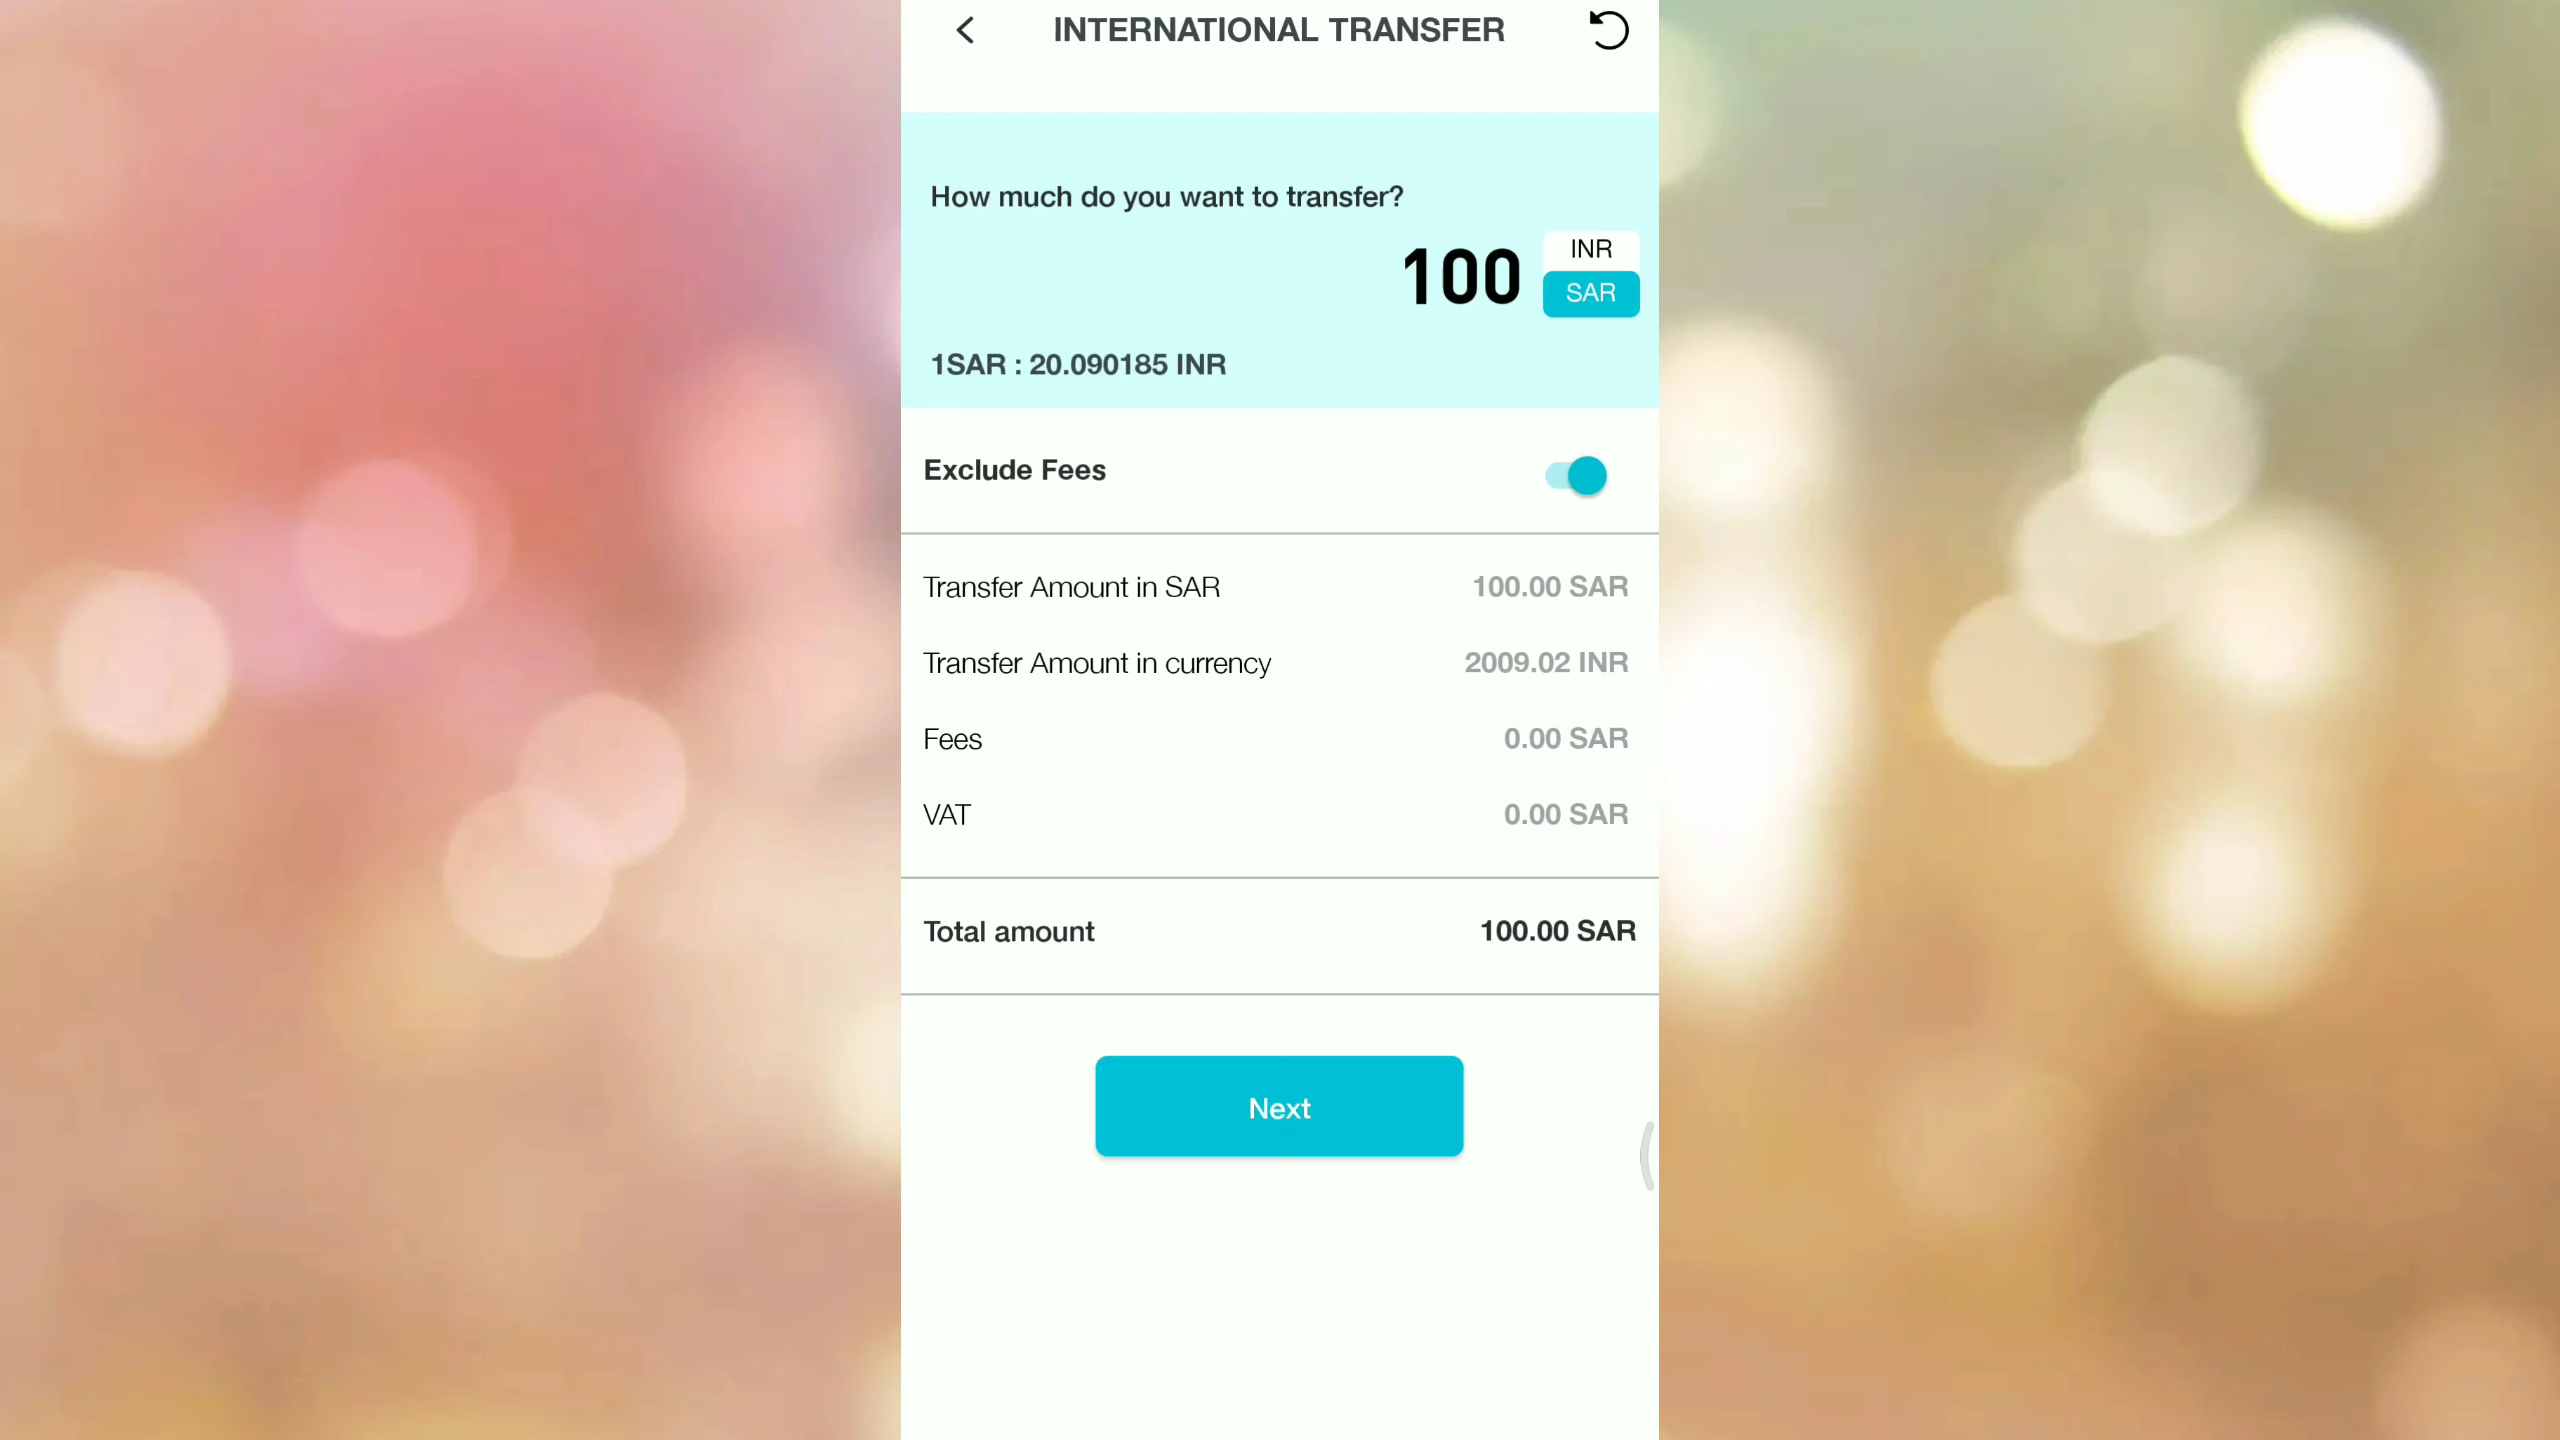 INTERNATIONAL TRANSFER
How much do you want to transfer?
100
INR
SAR
1SAR : 20.090185 INR
Exclude Fees
Transfer Amount in SAR 100.00 SAR
Transfer Amount in currency 2009.02 INR
Fees 0.00 SAR
VAT 0.00 SAR
Total amount 100.00 SAR
Next